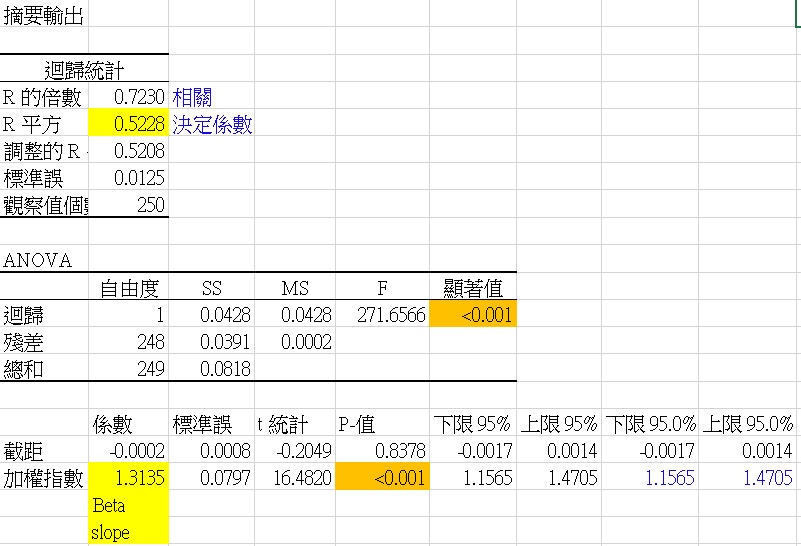 摘要輸出
迴歸統計
R 的倍數 0.7230 相關
R 平方 0.5228 決定係數
調整的 R 0.5208
標準誤 0.0125
觀察值個 250
ANOVA
自由度 SS MS F 顯著值
迴歸 1 0.0428 0.0428 271.6566 <0.001
殘差 248 0.0391 0.0002
總和 249 0.0818
係數 標準誤 t 統計 P-值 下限 95% 上限 95% 下限 95.0% 上限 95.0%
截距 -0.0002 0.0008 -0.2049 0.8378 -0.0017 0.0014 -0.0017 0.0014
加權指數 1.3135 0.0797 16.4820 <0.001 1.1565 1.4705 1.1565 1.4705
Beta
slope